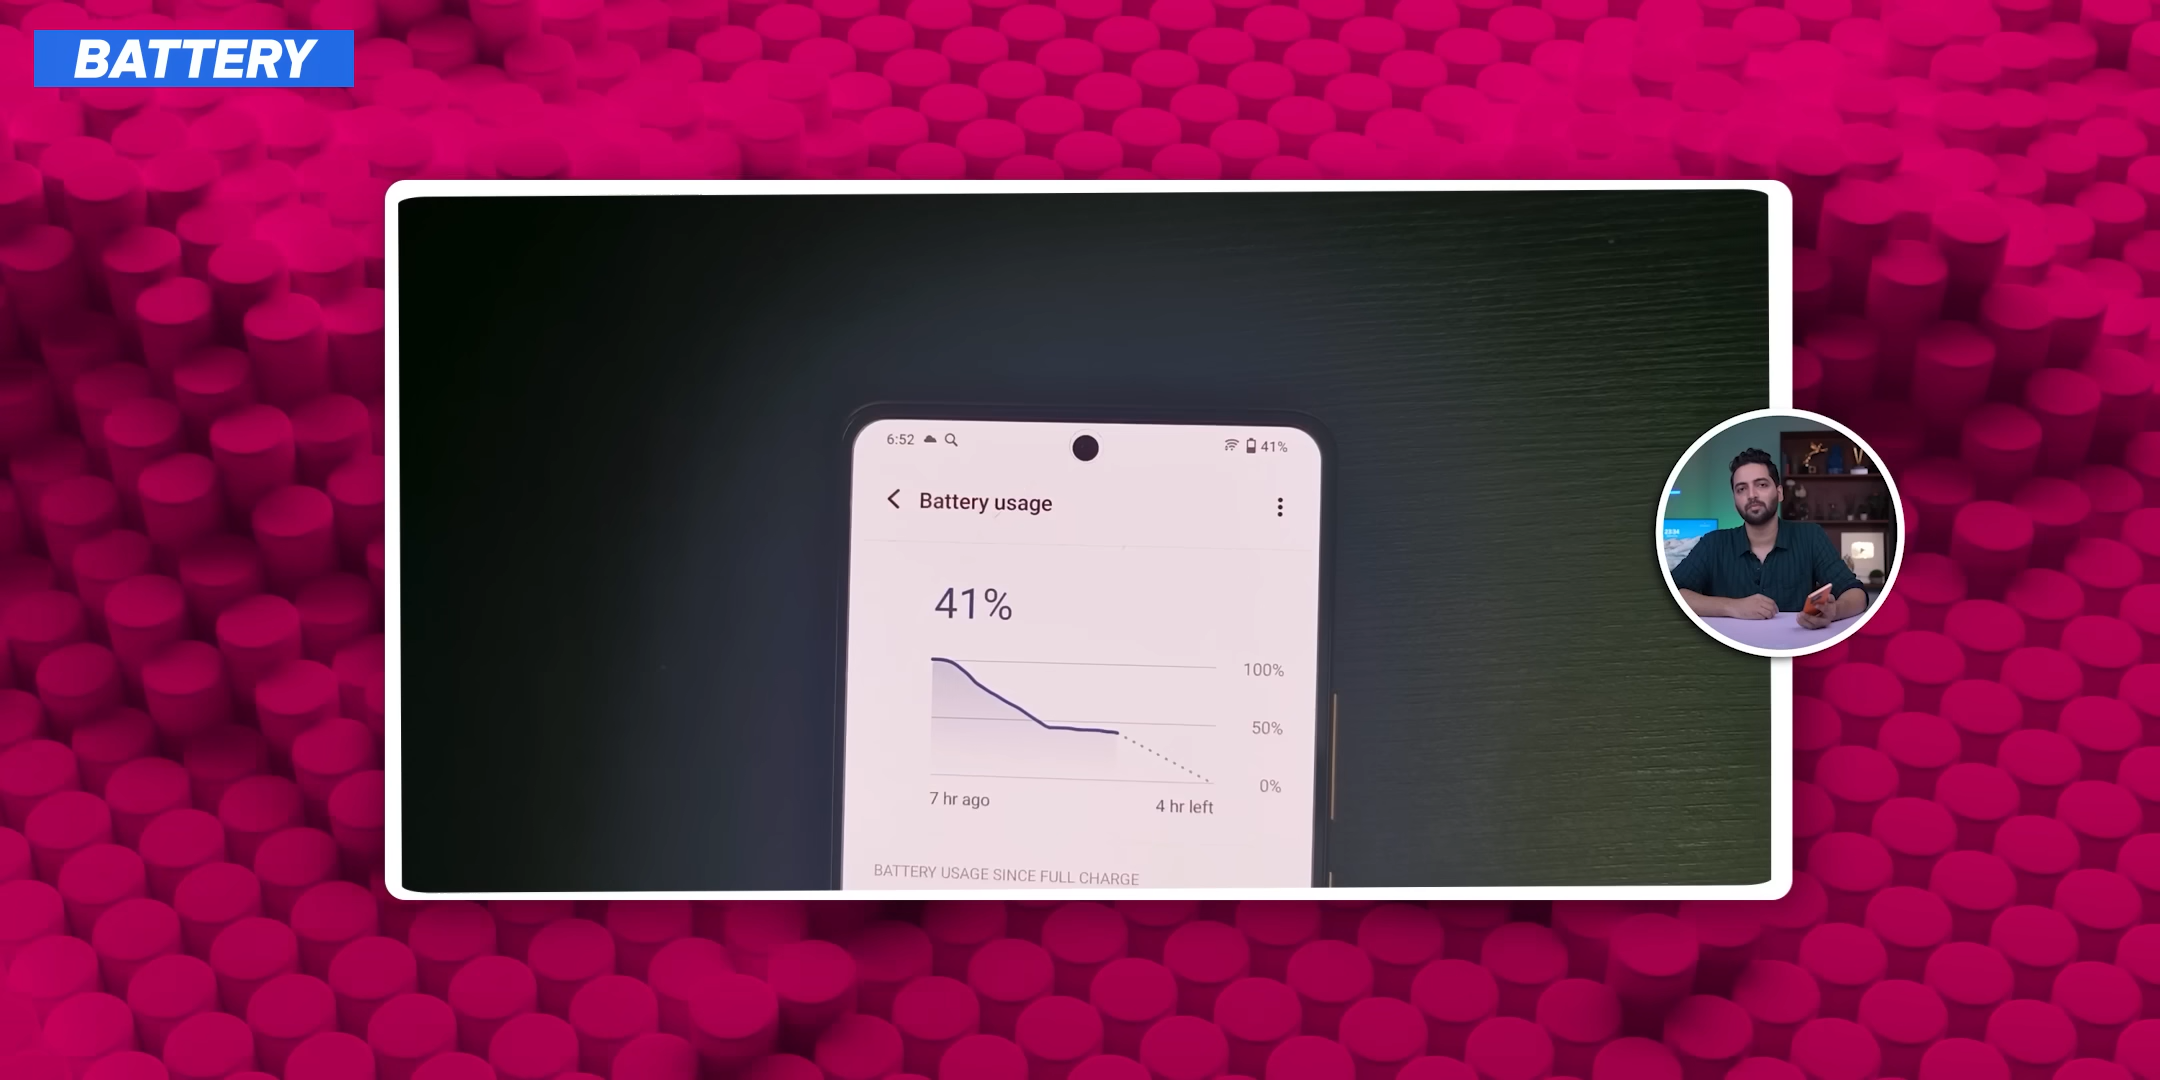 BATTERY
6:52
41%
Battery usage
41%
100%
50%
0%
7 hr ago
4 hr left
BATTERY USAGE SINCE FULL CHARGE